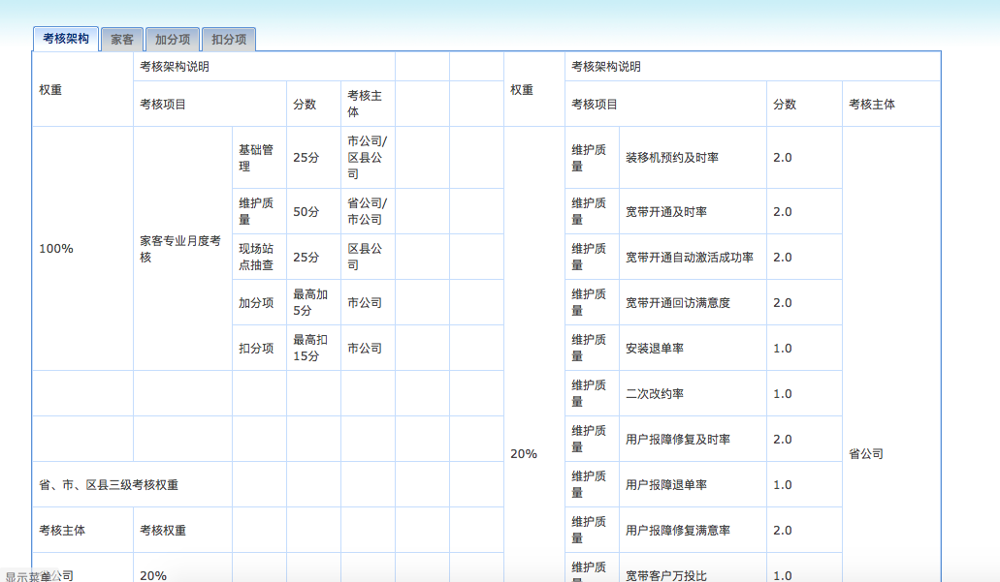 考核架构 家客 加分项 扣分项
权重 考核架构说明 权重 考核架构说明
考核项目 分数 考核主体 考核项目 分数 考核主体
100% 家客专业月度考核 基础管理 25分 市公司/区县公司 20% 维护质量 装移机预约及时率 2.0 省公司
维护质量 50分 省公司/市公司 维护质量 宽带开通及时率 2.0
现场站点抽查 25分 区县公司 维护质量 宽带开通自动激活成功率 2.0
加分项 最高加5分 市公司 维护质量 宽带开通回访满意度 2.0
扣分项 最高扣15分 市公司 维护质量 安装退单率 1.0
维护质量 二次改约率 1.0
维护质量 用户报障修复及时率 2.0
省、市、区县三级考核权重 维护质量 用户报障退单率 1.0
考核主体 考核权重 维护质量 用户报障修复满意率 2.0
公司 20% 维护质 宽带客户万投比 1.0
显示菜单